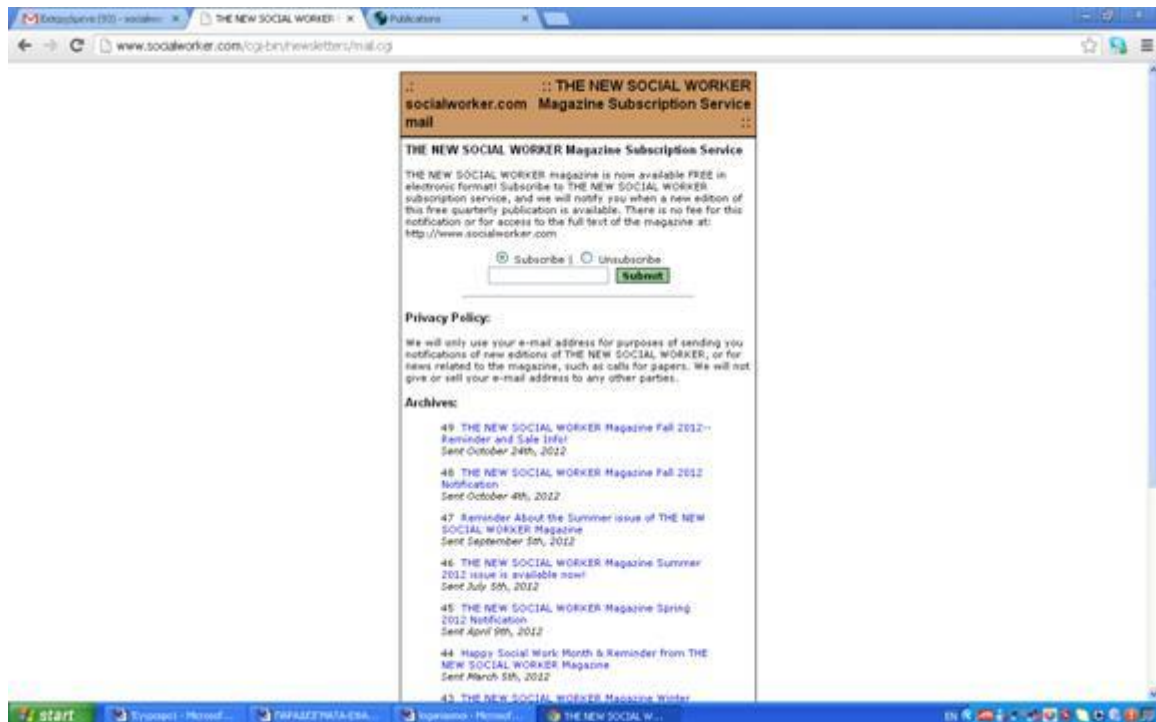 THE NEW SOCIAL WORKER
Publications
www.socialworker.com/cgi-bin/newsletters/mail.cgi
.: socialworker.com mail
:: THE NEW SOCIAL WORKER Magazine Subscription Service ::
THE NEW SOCIAL WORKER Magazine Subscription Service
THE NEW SOCIAL WORKER magazine is now available FREE in
electronic format! Subscribe to THE NEW SOCIAL WORKER
subscription service, and we will notify you when a new edition of
this free quarterly publication is available. There is no fee for this
notification or for access to the full text of the magazine at:
http://www.socialworker.com
Subscribe | Unsubscribe
Submit
Privacy Policy:
We will only use your e-mail address for purposes of sending you
notifications of new editions of THE NEW SOCIAL WORKER, or for
news related to the magazine, such as calls for papers. We will not
give or sell your e-mail address to any other parties.
Archives:
49 THE NEW SOCIAL WORKER Magazine Fall 2012--
Reminder and Sale Info!
Sent October 24th, 2012
48 THE NEW SOCIAL WORKER Magazine Fall 2012
Notification
Sent October 4th, 2012
47 Reminder About the Summer issue of THE NEW
SOCIAL WORKER Magazine
Sent September 5th, 2012
46 THE NEW SOCIAL WORKER Magazine Summer
2012 issue is available now!
Sent July 5th, 2012
45 THE NEW SOCIAL WORKER Magazine Spring
2012 Notification
Sent April 9th, 2012
44 Happy Social Work Month & Reminder from THE
NEW SOCIAL WORKER Magazine
Sent March 5th, 2012
43 THE NEW SOCIAL WORKER Magazine Winter
start
THE NEW SOCIAL W...
EN